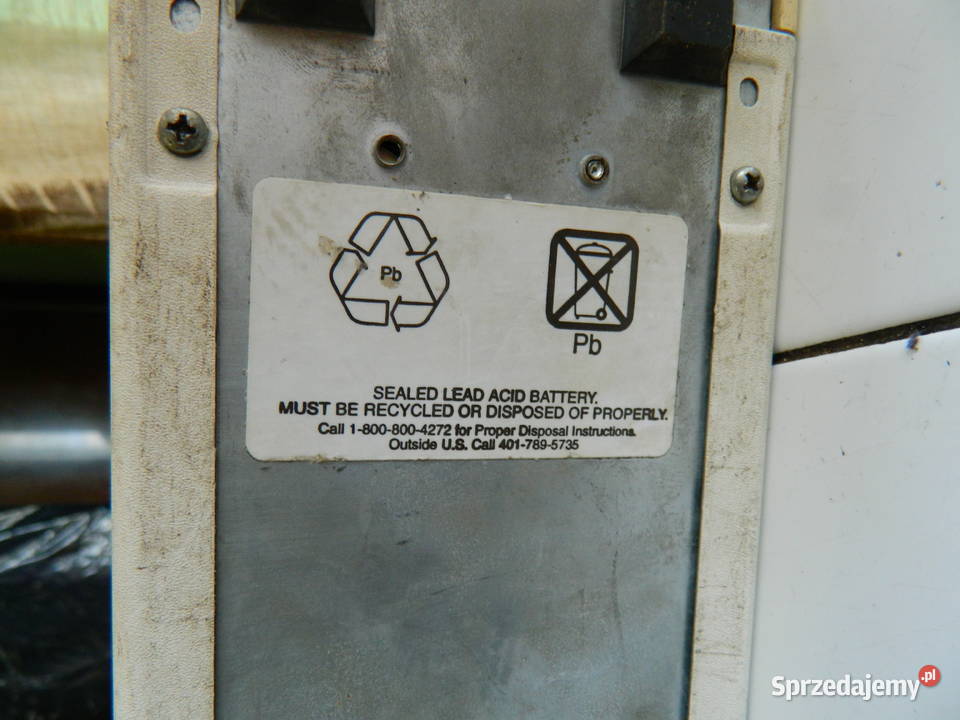 Pb
Pb
SEALED LEAD ACID BATTERY.
MUST BE RECYCLED OR DISPOSED OF PROPERLY.
Call 1-800-800-4272 for Proper Disposal Instructions.
Outside U.S. Call 401-789-5735
Sprzedajemy.pl